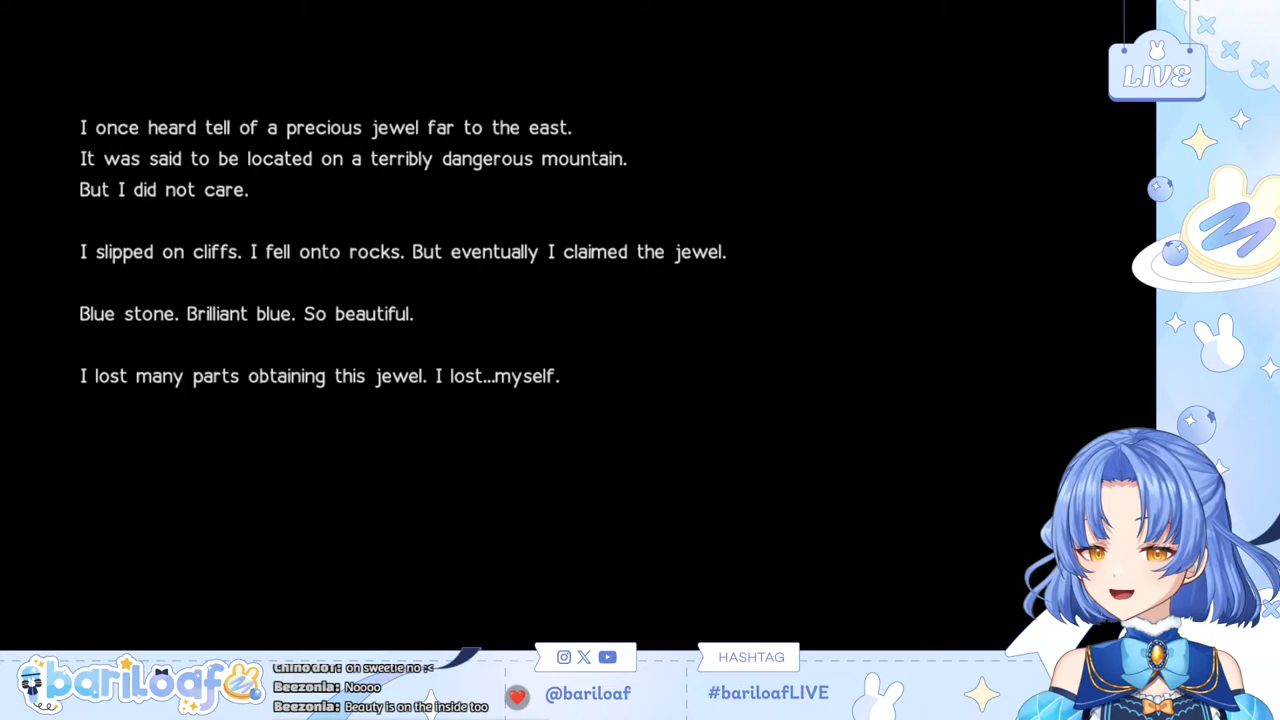 I once heard tell of a precious jewel far to the east.
It was said to be located on a terribly dangerous mountain.
But I did not care.
I slipped on cliffs. I fell onto rocks. But eventually I claimed the jewel.
Blue stone. Brilliant blue. So beautiful.
I lost many parts obtaining this jewel. I lost...myself.
LIVE
bariloaf
oh sweetie no :<
Beezonia: Noooo
Beezonia: Beauty is on the inside too
@bariloaf
HASHTAG
#bariloafLIVE